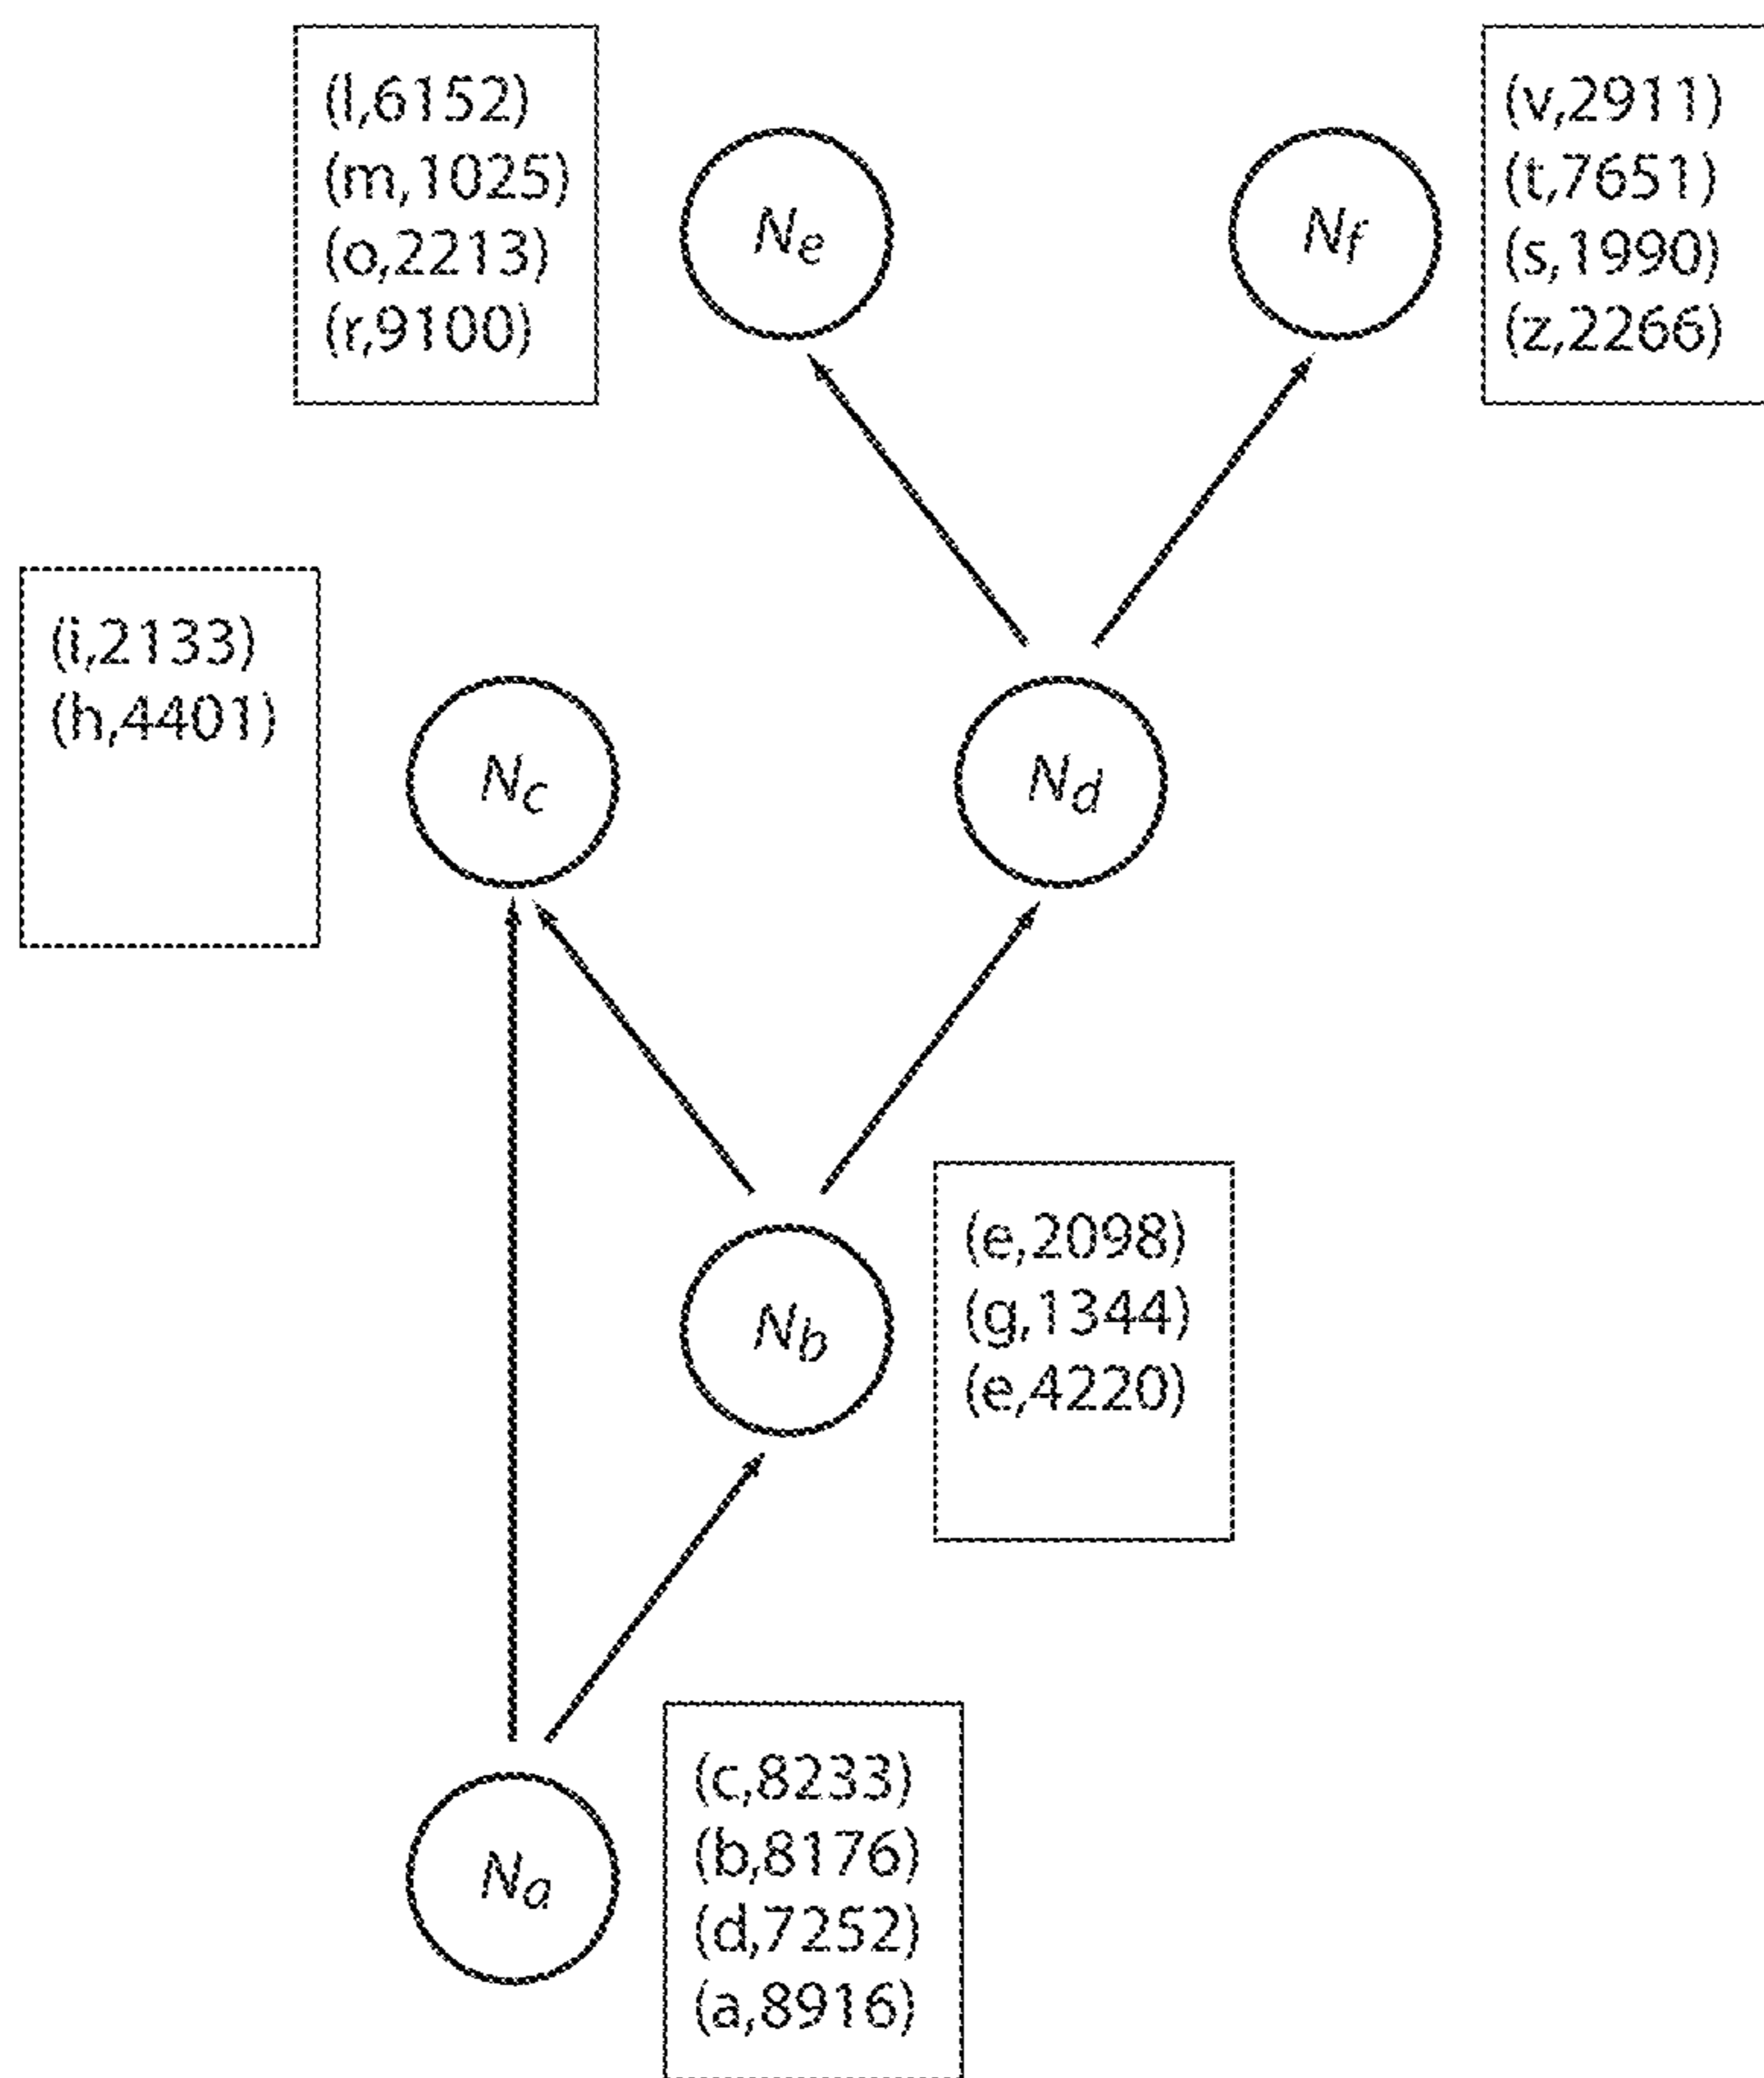 (l,6152)
(m,1025)
(o,2213)
(r,9100)
Ne
Nf
(v,2911)
(t,7651)
(s,1990)
(z,2266)
(i,2133)
(h,4401)
Nc
Nd
Nb
(e,2098)
(g,1344)
(e,4220)
Na
(c,8233)
(b,8176)
(d,7252)
(a,8916)